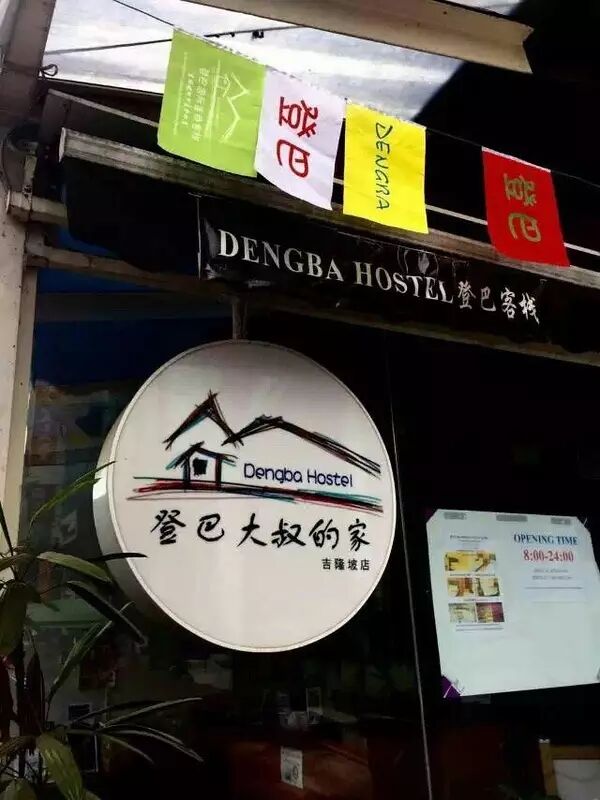 登巴
DENGBA
登巴
DENGBA HOSTEL 登巴客栈
Dengba Hostel
登巴大叔的家
吉隆坡店
OPENING TIME
8:00-24:00